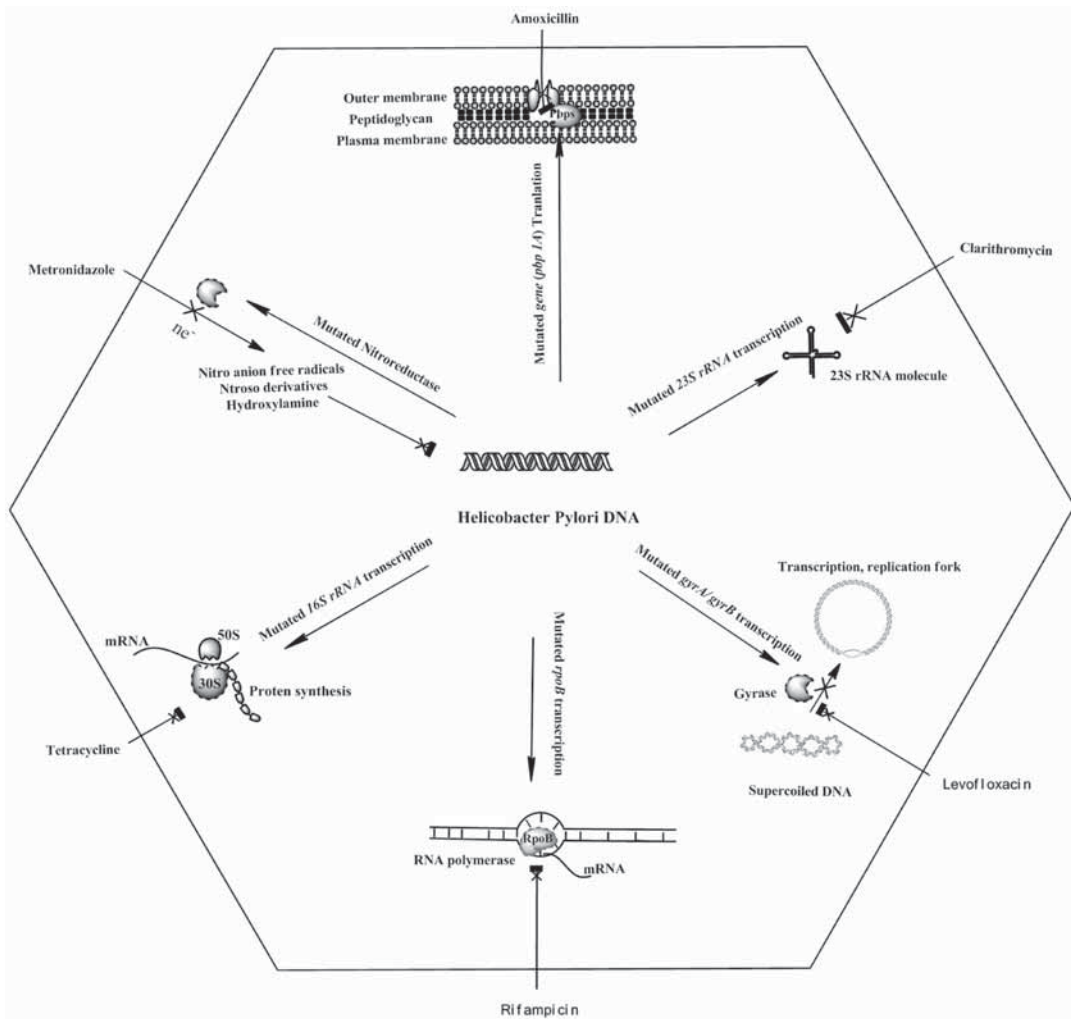 Amoxicillin
Outer membrane
Peptidoglycan
Plasma membrane
Pbps
Mutated gene (pbp 1A) Tranlation
Metronidazole
ne-
Mutated Nitroreductase
Nitro anion free radicals
Ntroso derivatives
Hydroxylamine
Clarithromycin
Mutated 23S rRNA transcription
23S rRNA molecule
Helicobacter Pylori DNA
Mutated 16S rRNA transcription
mRNA
50S
30S
Proten synthesis
Tetracycline
Mutated rpoB transcription
RpoB
RNA polymerase
mRNA
Rifampicin
Mutated gyrA/gyrB transcription
Transcription, replication fork
Gyrase
Supercoiled DNA
Levofloxacin